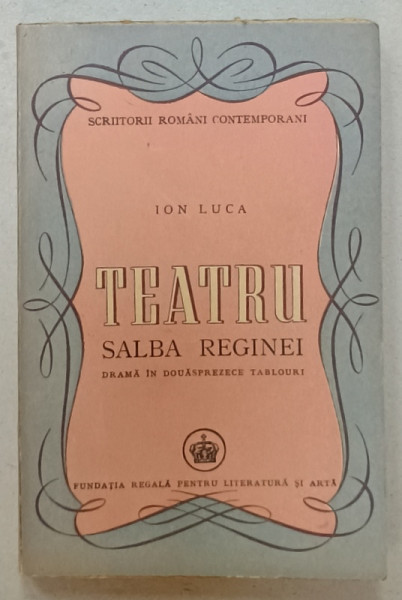 SCRIITORII ROMÂNI CONTEMPORANI
ION LUCA
TEATRU
SALBA REGINEI
DRAMĂ ÎN DOUĂSPREZECE TABLOURI
FUNDAȚIA REGALĂ PENTRU LITERATURĂ ȘI ARTĂ